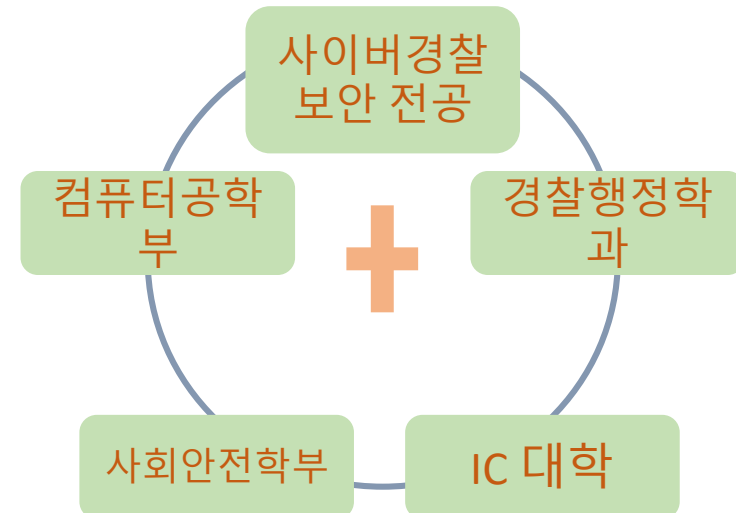 사이버경찰
보안 전공
컴퓨터공학
부
경찰행정학
과
사회안전학부
IC 대학